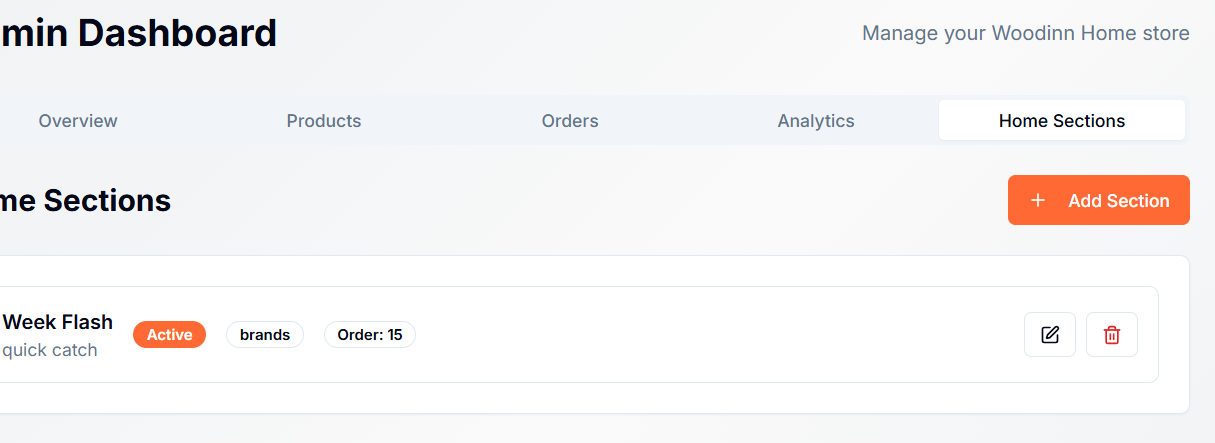 min Dashboard
Manage your Woodinn Home store
Overview
Products
Orders
Analytics
Home Sections
me Sections
+ Add Section
Week Flash
quick catch
Active
brands
Order: 15